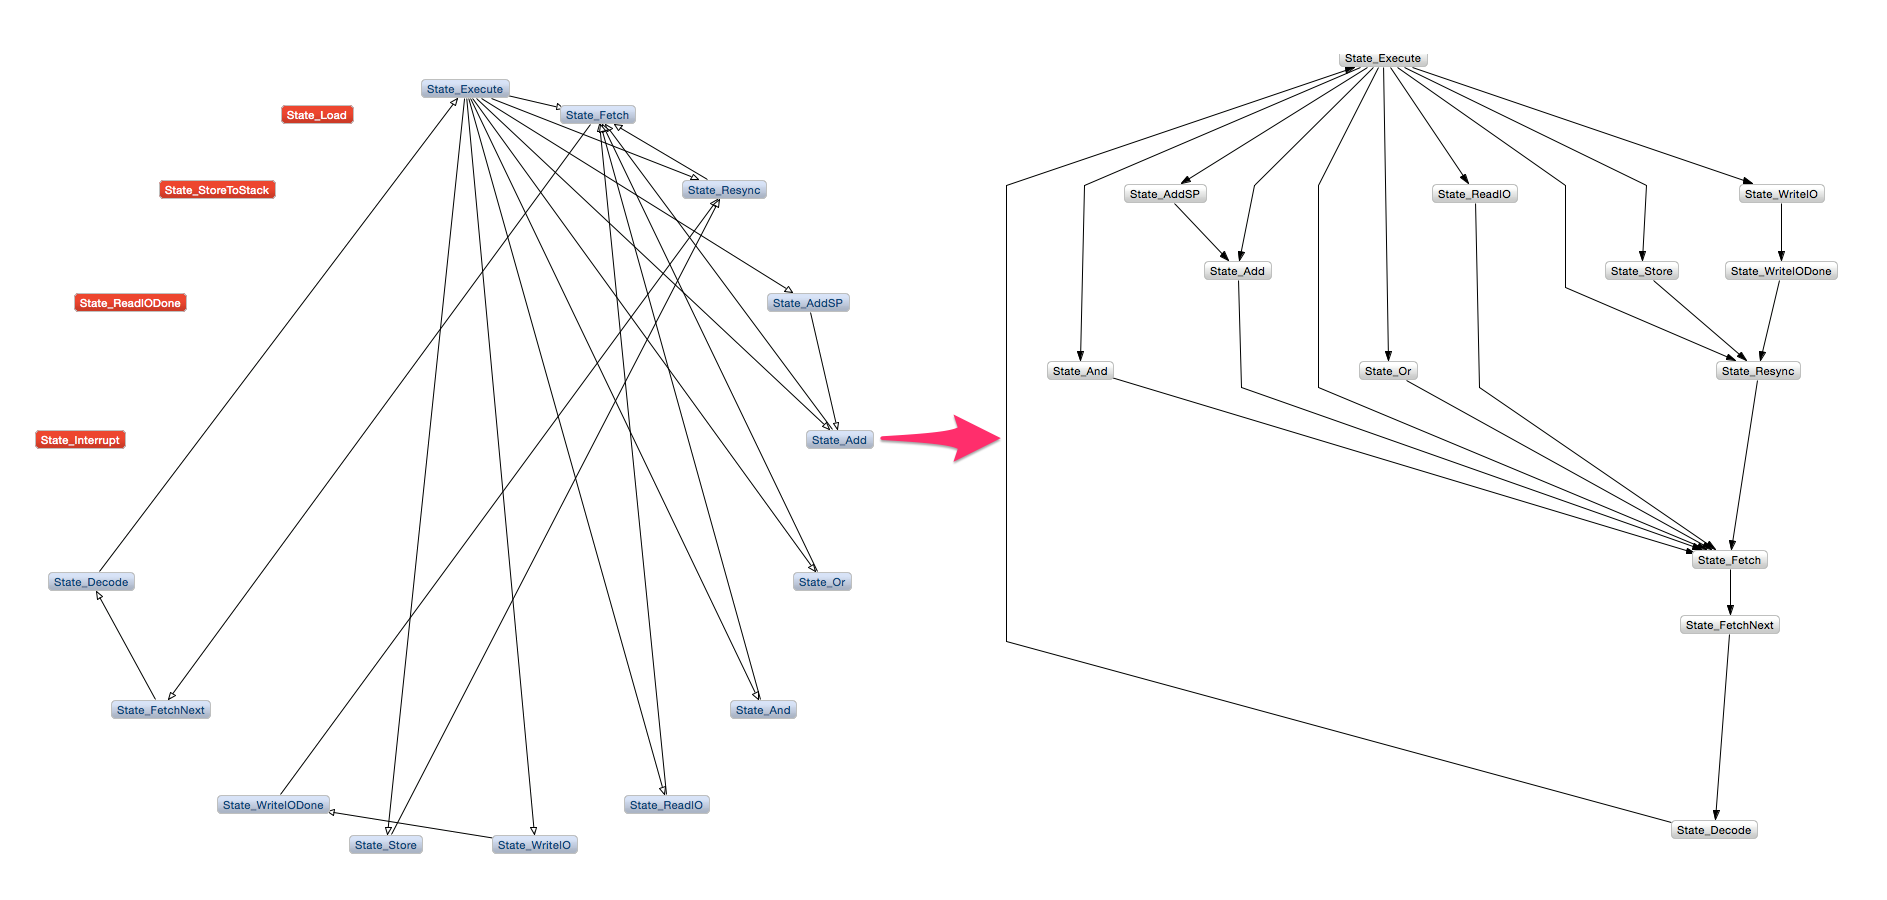 State_Execute
State_Load
State_Fetch
State_StoreToStack
State_Resync
State_ReadIODone
State_AddSP
State_Interrupt
State_Add
State_Decode
State_Or
State_FetchNext
State_And
State_WriteIODone
State_ReadIO
State_Store
State_WriteIO
State_Execute
State_AddSP
State_ReadIO
State_WriteIO
State_Add
State_Store
State_WriteIODone
State_And
State_Or
State_Resync
State_Fetch
State_FetchNext
State_Decode